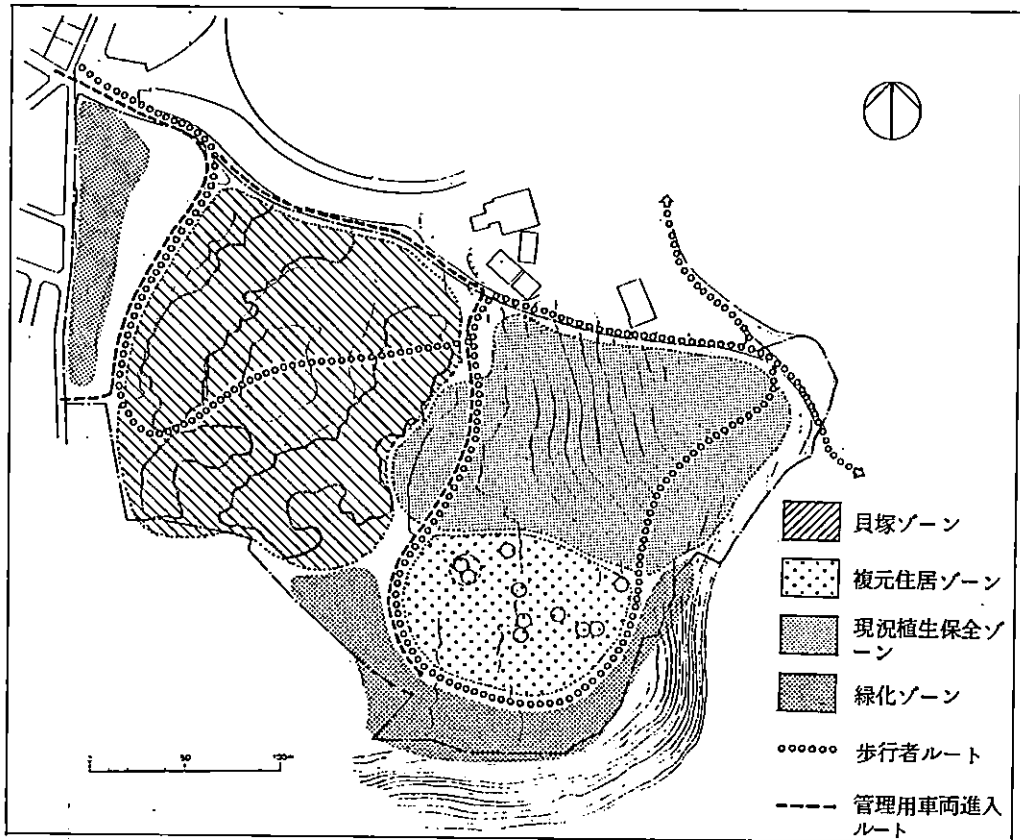 貝塚ゾーン
複元住居ゾーン
現況植生保全ゾ
ーン
緑化ゾーン
歩行者ルート
管理用車両進入
ルート
50